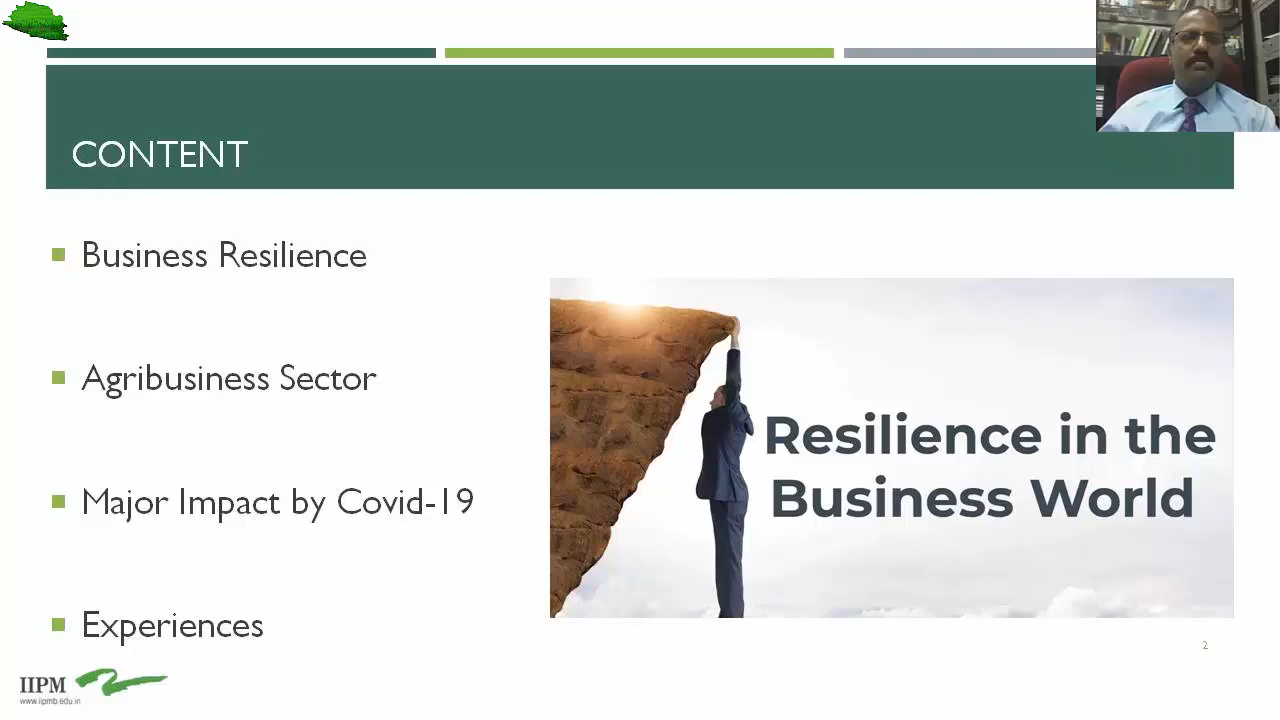 CONTENT
Business Resilience
Agribusiness Sector
Major Impact by Covid-19
Experiences
Resilience in the
Business World
2
IIPM
www.iipmb.edu.in